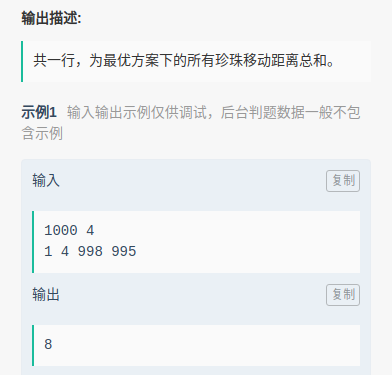 输出描述:
共一行，为最优方案下的所有珍珠移动距离总和。
示例1 输入输出示例仅供调试，后台判题数据一般不包
含示例
输入
复制
1000 4
1 4 998 995
输出
复制
8